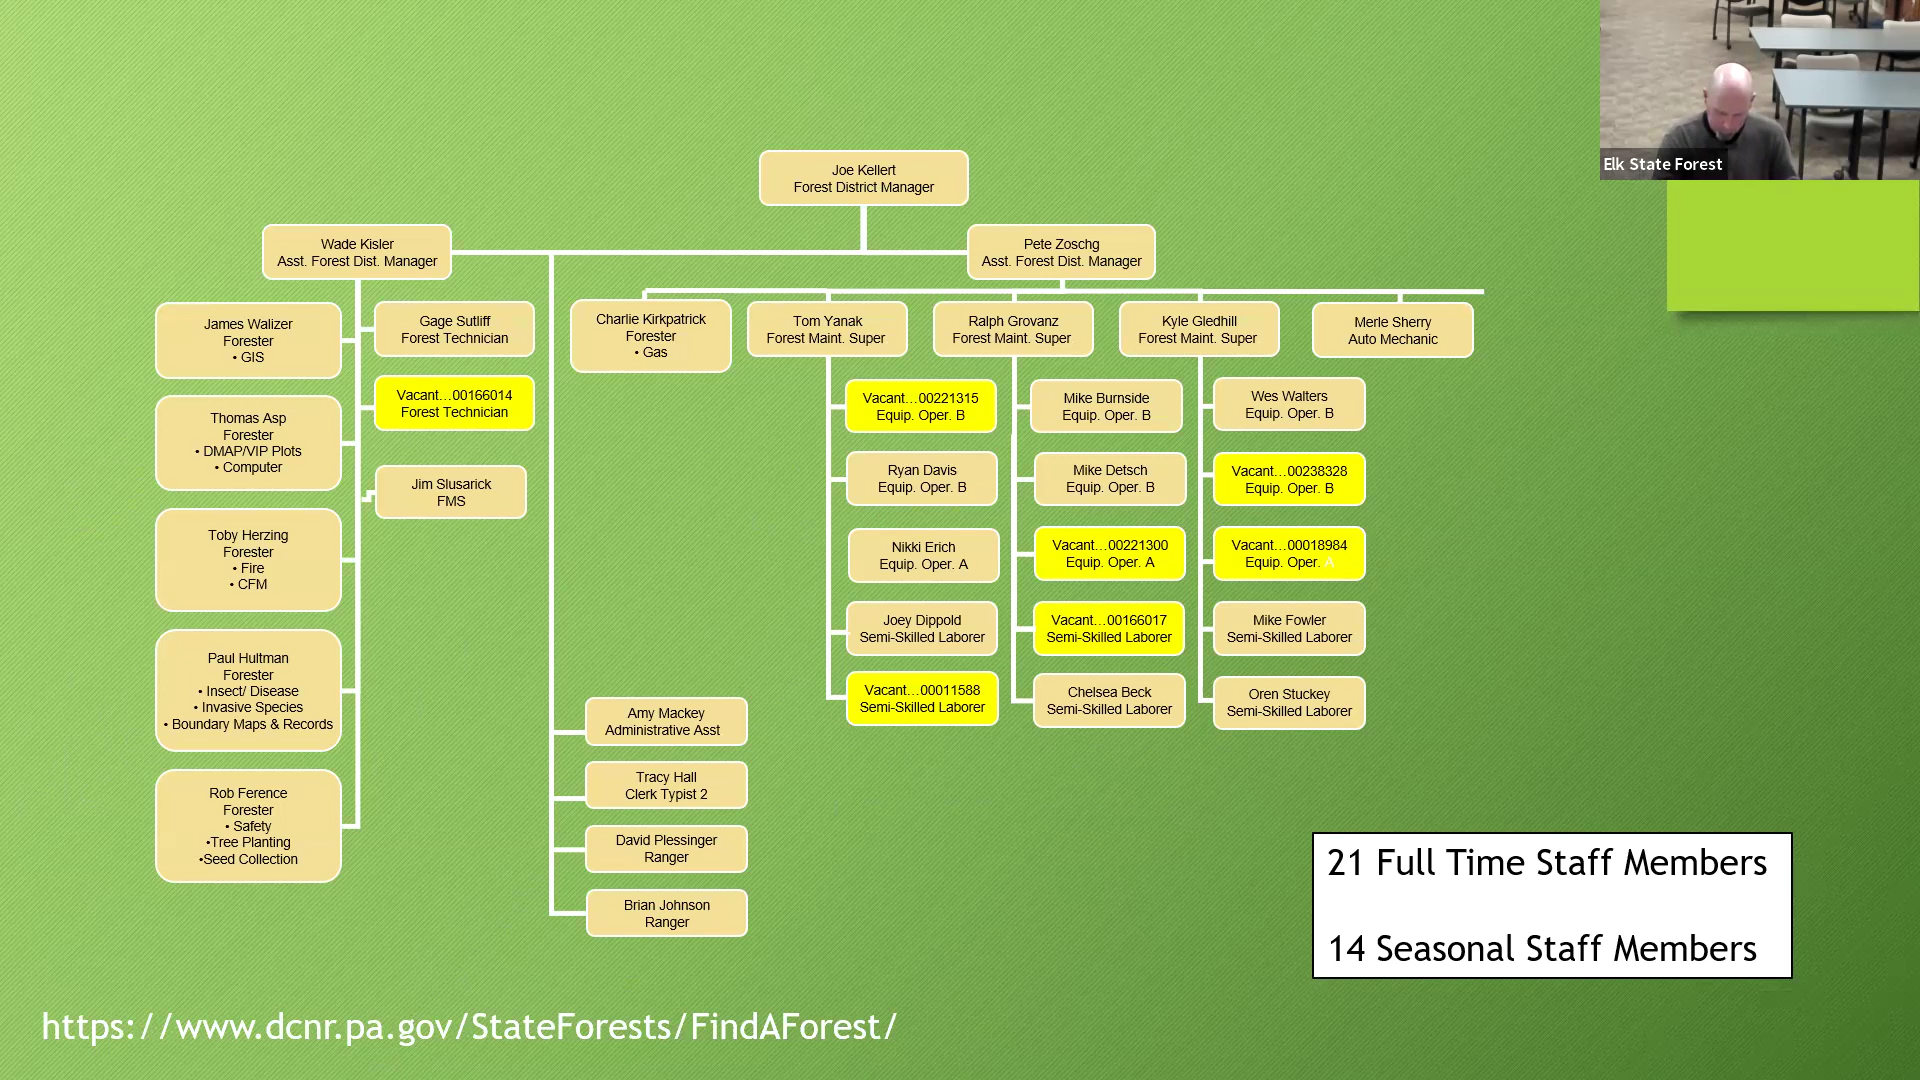 Elk State Forest
Joe Kellert
Forest District Manager
Wade Kisler
Asst. Forest Dist. Manager
Pete Zoschg
Asst. Forest Dist. Manager
James Walizer
Forester
• GIS
Thomas Asp
Forester
• DMAP/VIP Plots
• Computer
Toby Herzing
Forester
• Fire
• CFM
Paul Hultman
Forester
• Insect/ Disease
• Invasive Species
• Boundary Maps & Records
Rob Ference
Forester
• Safety
•Tree Planting
•Seed Collection
Gage Sutliff
Forest Technician
Vacant…00166014
Forest Technician
Jim Slusarick
FMS
Amy Mackey
Administrative Asst
Tracy Hall
Clerk Typist 2
David Plessinger
Ranger
Brian Johnson
Ranger
Charlie Kirkpatrick
Forester
• Gas
Tom Yanak
Forest Maint. Super
Vacant…00221315
Equip. Oper. B
Ryan Davis
Equip. Oper. B
Nikki Erich
Equip. Oper. A
Joey Dippold
Semi-Skilled Laborer
Vacant…00011588
Semi-Skilled Laborer
Ralph Grovanz
Forest Maint. Super
Mike Burnside
Equip. Oper. B
Mike Detsch
Equip. Oper. B
Vacant…00221300
Equip. Oper. A
Vacant…00166017
Semi-Skilled Laborer
Chelsea Beck
Semi-Skilled Laborer
Kyle Gledhill
Forest Maint. Super
Wes Walters
Equip. Oper. B
Vacant…00238328
Equip. Oper. B
Vacant…00018984
Equip. Oper. A
Mike Fowler
Semi-Skilled Laborer
Oren Stuckey
Semi-Skilled Laborer
Merle Sherry
Auto Mechanic
21 Full Time Staff Members
14 Seasonal Staff Members
https://www.dcnr.pa.gov/StateForests/FindAForest/